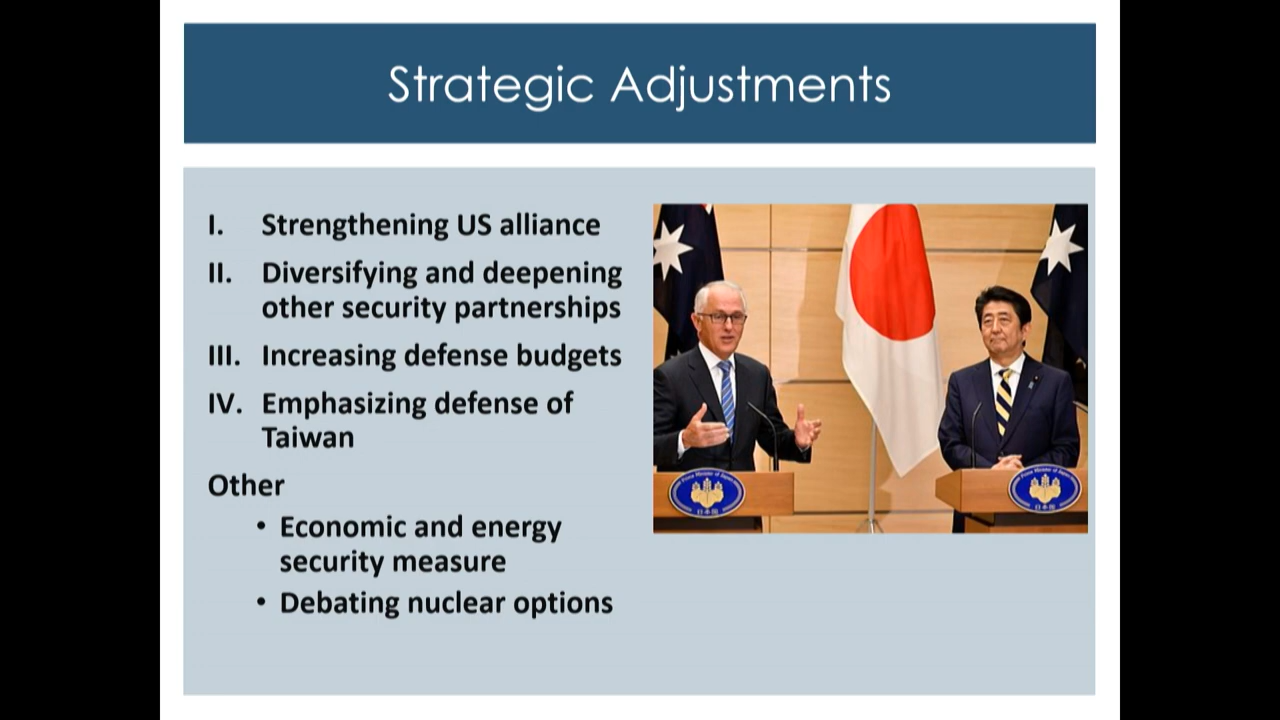 Strategic Adjustments
I. Strengthening US alliance
II. Diversifying and deepening
other security partnerships
III. Increasing defense budgets
IV. Emphasizing defense of
Taiwan
Other
• Economic and energy
security measure
• Debating nuclear options